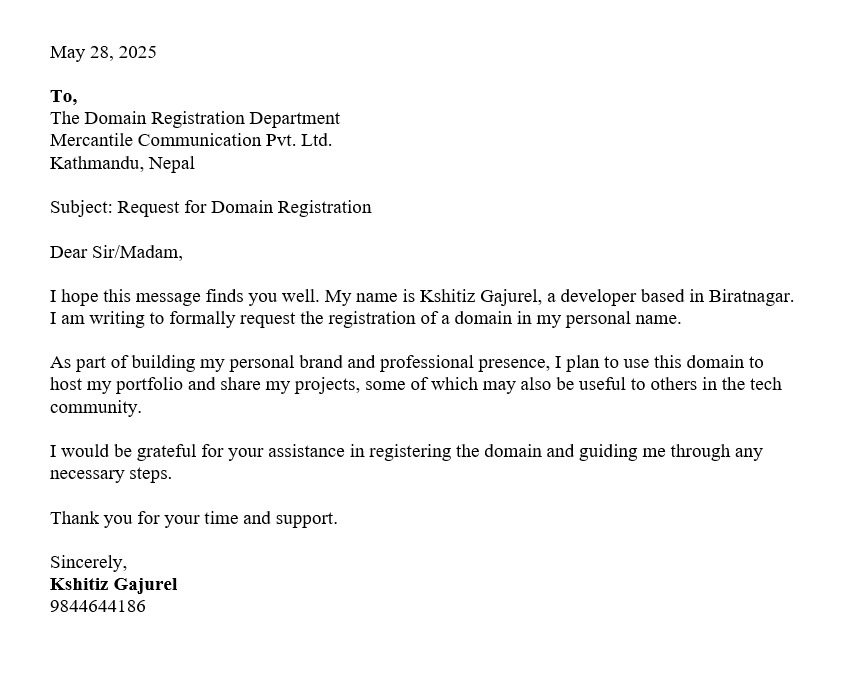 May 28, 2025
To,
The Domain Registration Department
Mercantile Communication Pvt. Ltd.
Kathmandu, Nepal
Subject: Request for Domain Registration
Dear Sir/Madam,
I hope this message finds you well. My name is Kshitiz Gajurel, a developer based in Biratnagar.
I am writing to formally request the registration of a domain in my personal name.
As part of building my personal brand and professional presence, I plan to use this domain to
host my portfolio and share my projects, some of which may also be useful to others in the tech
community.
I would be grateful for your assistance in registering the domain and guiding me through any
necessary steps.
Thank you for your time and support.
Sincerely,
Kshitiz Gajurel
9844644186